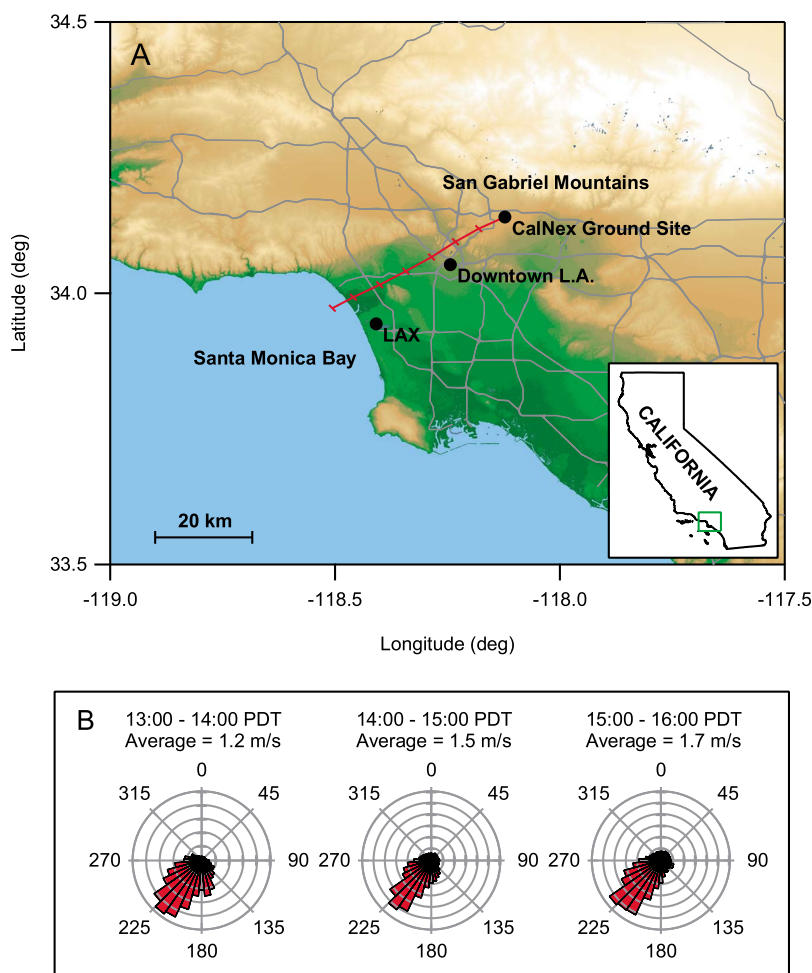 34.5
A
San Gabriel Mountains
CalNex Ground Site
Downtown L.A.
34.0
LAX
Santa Monica Bay
CALIFORNIA
20 km
33.5
-119.0
-118.5
-118.0
-117.5
Latitude (deg)
Longitude (deg)
B
13:00 - 14:00 PDT
Average = 1.2 m/s
0
45
90
135
180
225
270
315
14:00 - 15:00 PDT
Average = 1.5 m/s
0
45
90
135
180
225
270
315
15:00 - 16:00 PDT
Average = 1.7 m/s
0
45
90
135
180
225
270
315